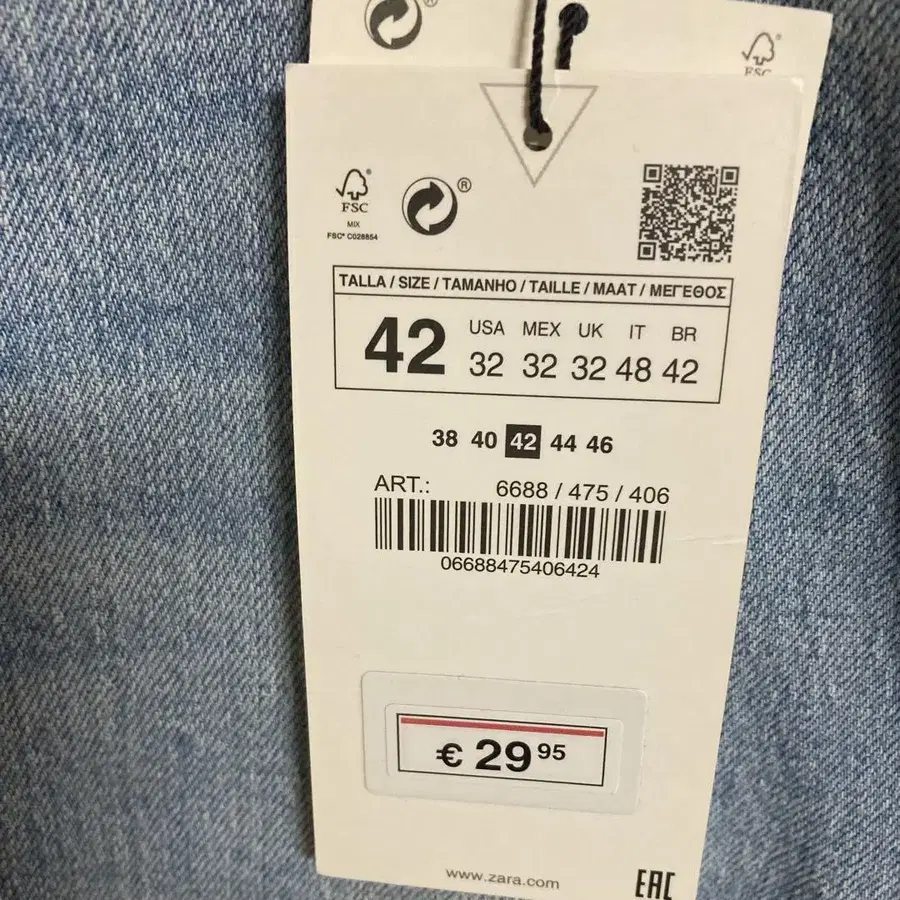 FSC
®
FSC
MIX
FSC® C028854
®
TALLA / SIZE / TAMANHO / TAILLE / MAAT / ΜΕΓΕΘΟΣ
42
USA MEX UK IT BR
32 32 32 48 42
38 40 42 44 46
ART.: 6688 / 475 / 406
06688475406424
€ 29 95
www.zara.com
EAC